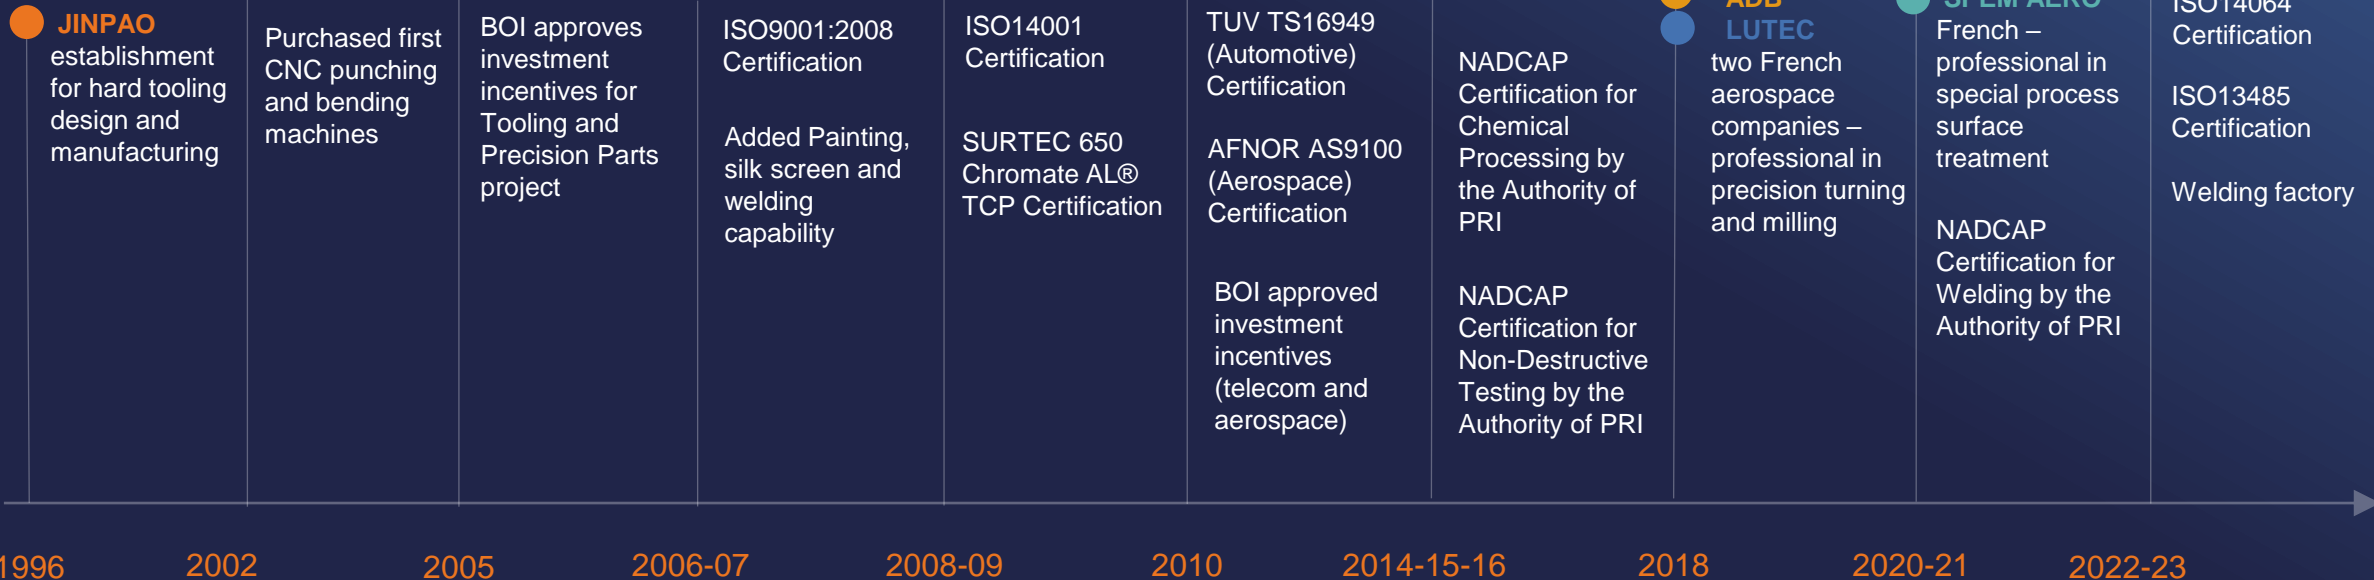 JINPAO
establishment
for hard tooling
design and
manufacturing
Purchased first
CNC punching
and bending
machines
BOI approves
investment
incentives for
Tooling and
Precision Parts
project
ISO9001:2008
Certification
Added Painting,
silk screen and
welding
capability
ISO14001
Certification
SURTEC 650
Chromate AL®
TCP Certification
TUV TS16949
(Automotive)
Certification
AFNOR AS9100
(Aerospace)
Certification
BOI approved
investment
incentives
(telecom and
aerospace)
NADCAP
Certification for
Chemical
Processing by
the Authority of
PRI
NADCAP
Certification for
Non-Destructive
Testing by the
Authority of PRI
ADB
LUTEC
two French
aerospace
companies –
professional in
precision turning
and milling
SPEM AERO
French –
professional in
special process
surface
treatment
NADCAP
Certification for
Welding by the
Authority of PRI
ISO14064
Certification
ISO13485
Certification
Welding factory
1996
2002
2005
2006-07
2008-09
2010
2014-15-16
2018
2020-21
2022-23